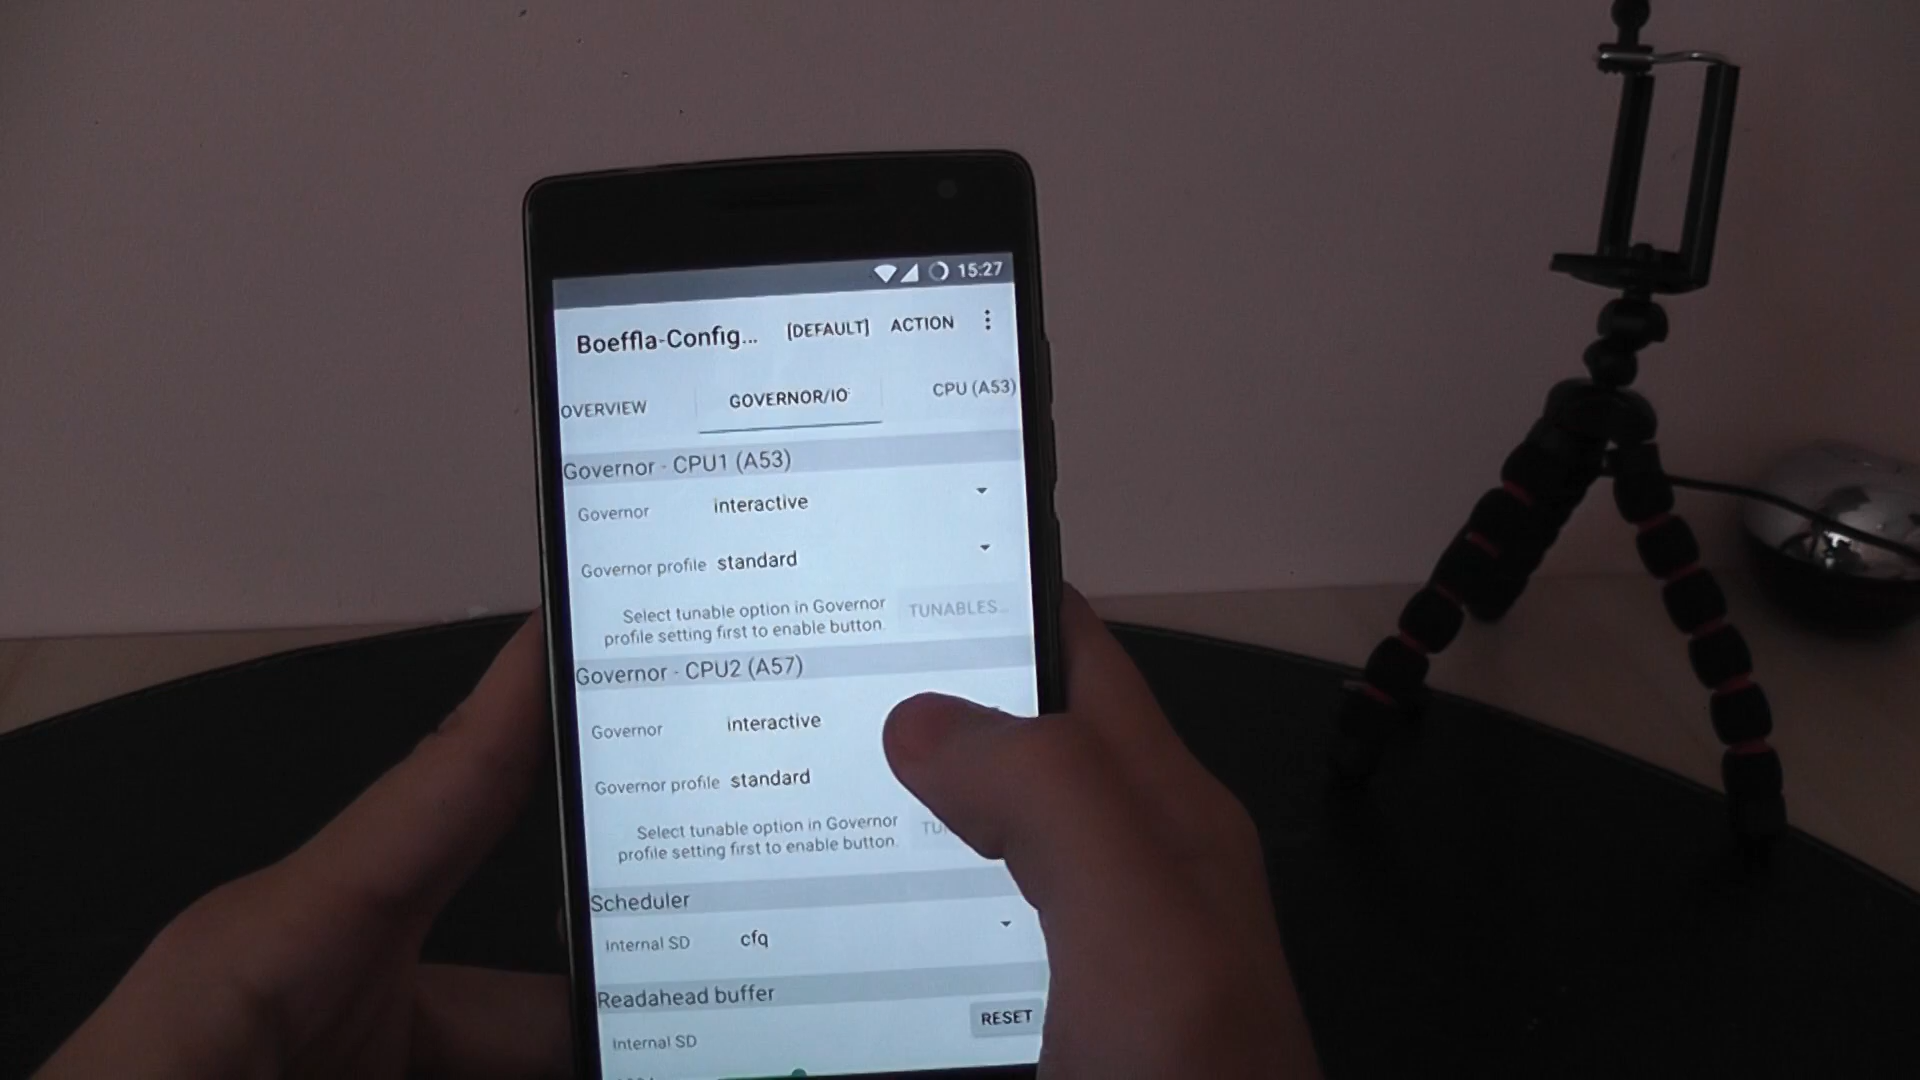 15:27
Boeffla-Config... [DEFAULT] ACTION
OVERVIEW GOVERNOR/IO CPU (A53)
Governor - CPU1 (A53)
Governor interactive
Governor profile standard
Select tunable option in Governor
profile setting first to enable button.
TUNABLES...
Governor - CPU2 (A57)
Governor interactive
Governor profile standard
Select tunable option in Governor
profile setting first to enable button.
Scheduler
Internal SD cfq
Readahead buffer
Internal SD RESET